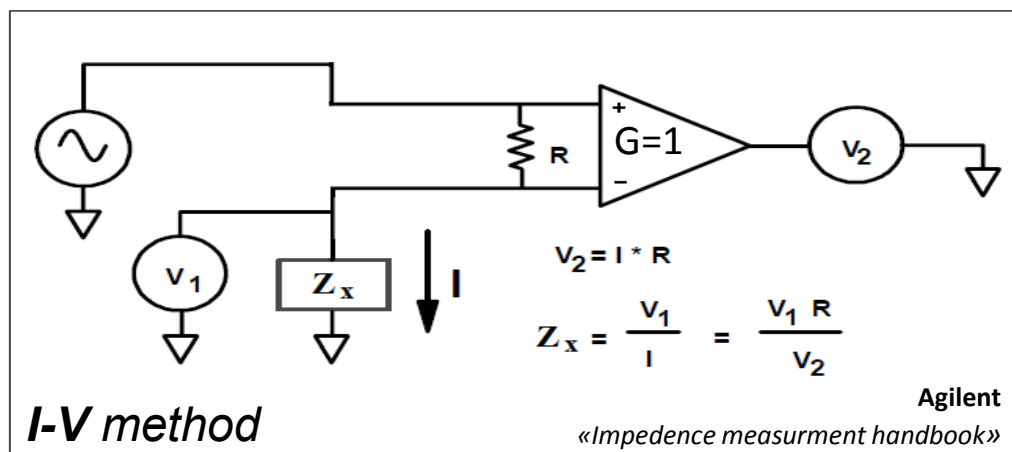 +
G=1
R
−
V2
V1
Zx
I
V2 = I * R
Zx = V1 / I = V1 R / V2
I-V method
Agilent
«Impedence measurment handbook»